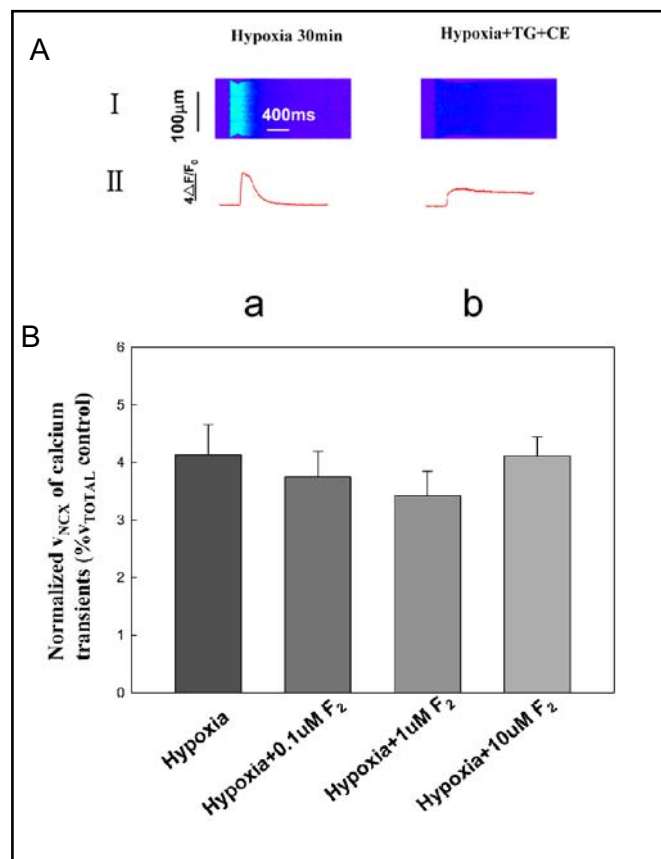 A
Hypoxia 30min
Hypoxia+TG+CE
I
100μm
400ms
II
4△F/F0
a
b
B
Normalized vNCX of calcium
transients (%vTOTAL control)
6
5
4
3
2
1
0
Hypoxia
Hypoxia+0.1uM F2
Hypoxia+1uM F2
Hypoxia+10uM F2